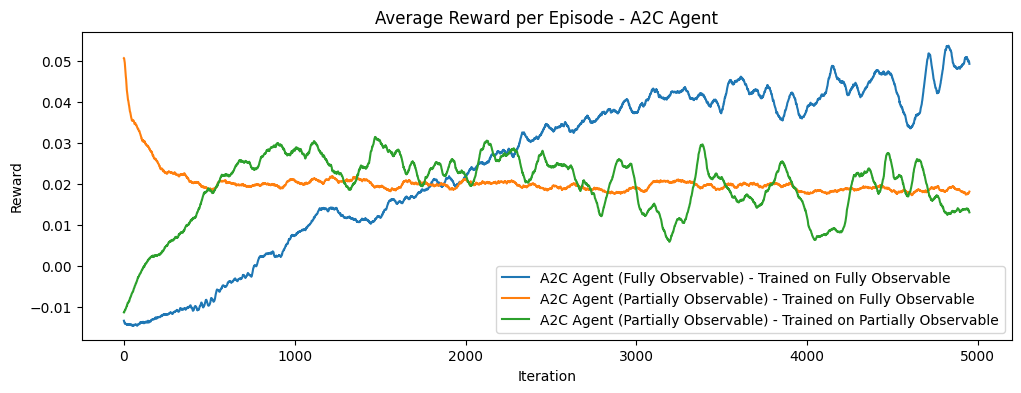 Average Reward per Episode - A2C Agent
Reward
0.05
0.04
0.03
0.02
0.01
0.00
−0.01
0
1000
2000
3000
4000
5000
Iteration
A2C Agent (Fully Observable) - Trained on Fully Observable
A2C Agent (Partially Observable) - Trained on Fully Observable
A2C Agent (Partially Observable) - Trained on Partially Observable